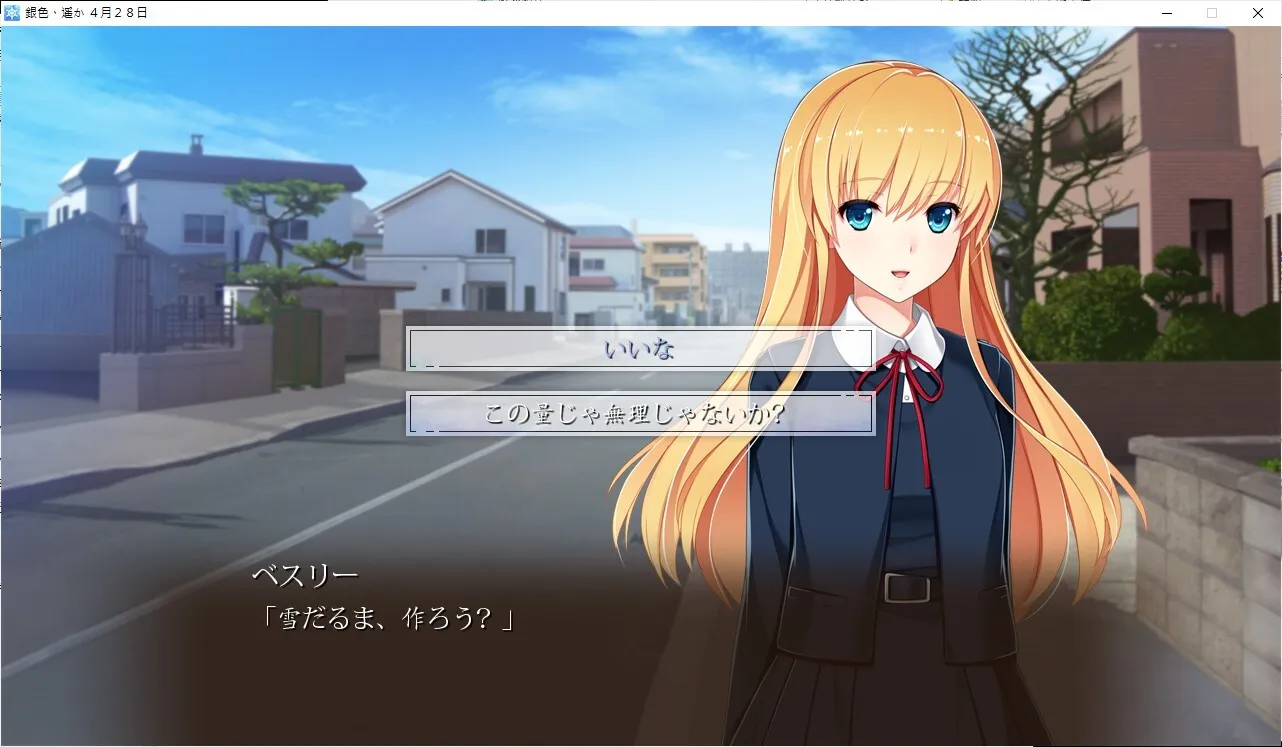 銀色、遥か 4月28日
いいな
この量じゃ無理じゃないか?
ベスリー
「雪だるま、作ろう? 」